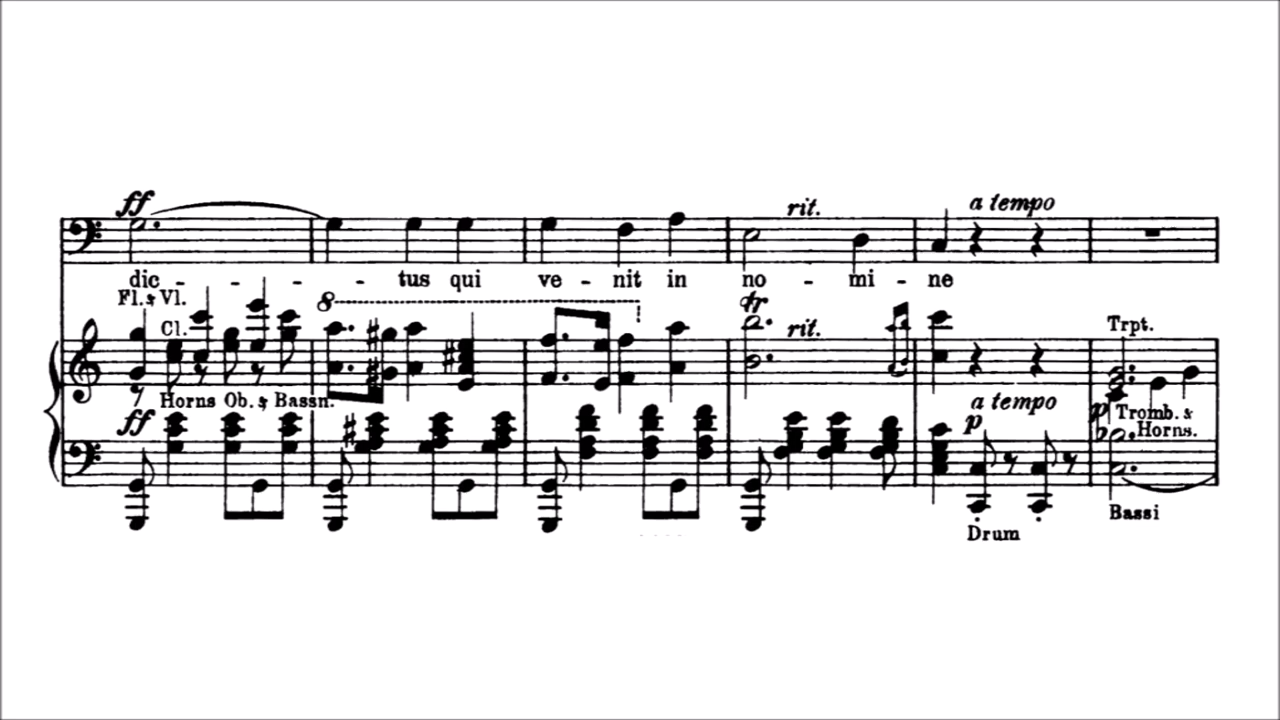 ff rit. a tempo
dic - - - - - tus qui ve - nit in no - mi - ne
Fl. & Vl. 8 tr
Cl. rit. Trpt.
Horns Ob. & Bassn. a tempo
ff p p Tromb. &
Horns.
Drum Bassi